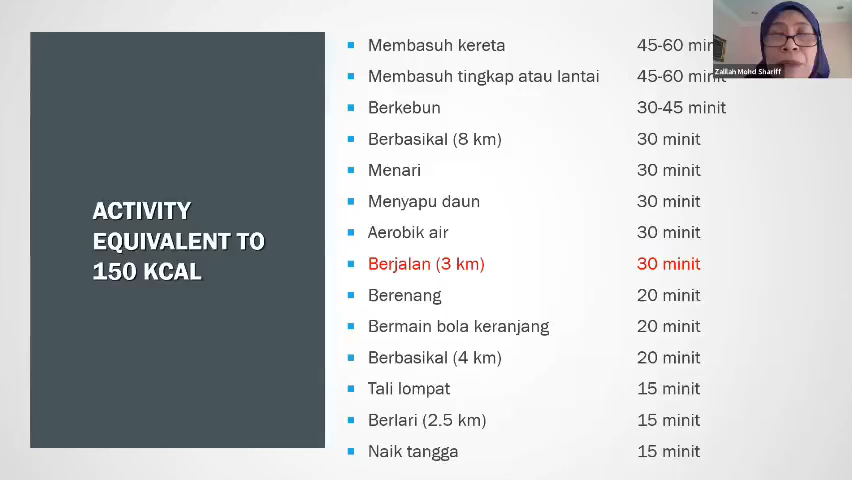 ACTIVITY
EQUIVALENT TO
150 KCAL
Membasuh kereta 45-60 minit
Membasuh tingkap atau lantai 45-60 minit
Berkebun 30-45 minit
Berbasikal (8 km) 30 minit
Menari 30 minit
Menyapu daun 30 minit
Aerobik air 30 minit
Berjalan (3 km) 30 minit
Berenang 20 minit
Bermain bola keranjang 20 minit
Berbasikal (4 km) 20 minit
Tali lompat 15 minit
Berlari (2.5 km) 15 minit
Naik tangga 15 minit
Zalilah Mohd Shariff